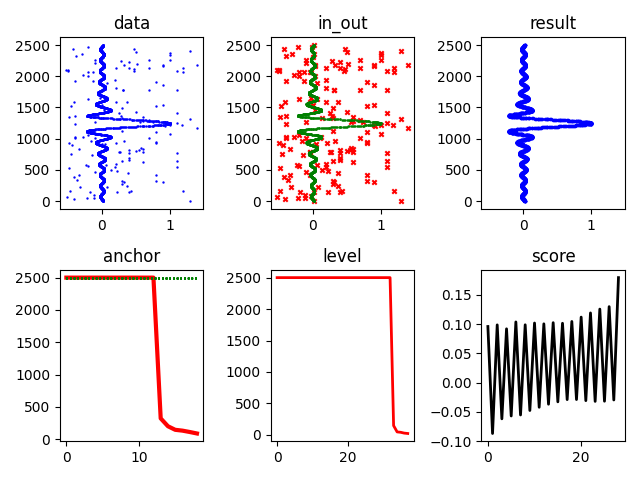 data in_out result
2500 2500 2500
2000 2000 2000
1500 1500 1500
1000 1000 1000
500 500 500
0 0 0
0 1 0 1 0 1
anchor level score
2500 2500 0.15
2000 2000 0.10
1500 1500 0.05
1000 1000 0.00
500 500 −0.05
0 0 −0.10
0 10 0 20 0 20